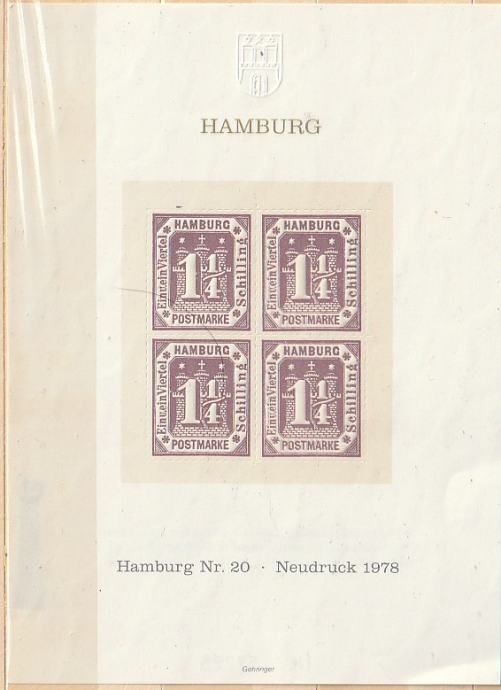 HAMBURG
HAMBURG
Ein u. ein Viertel
1 1/4
Schilling
POSTMARKE
HAMBURG
Ein u. ein Viertel
1 1/4
Schilling
POSTMARKE
HAMBURG
Ein u. ein Viertel
1 1/4
Schilling
POSTMARKE
HAMBURG
Ein u. ein Viertel
1 1/4
Schilling
POSTMARKE
Hamburg Nr. 20 · Neudruck 1978
Gehringer